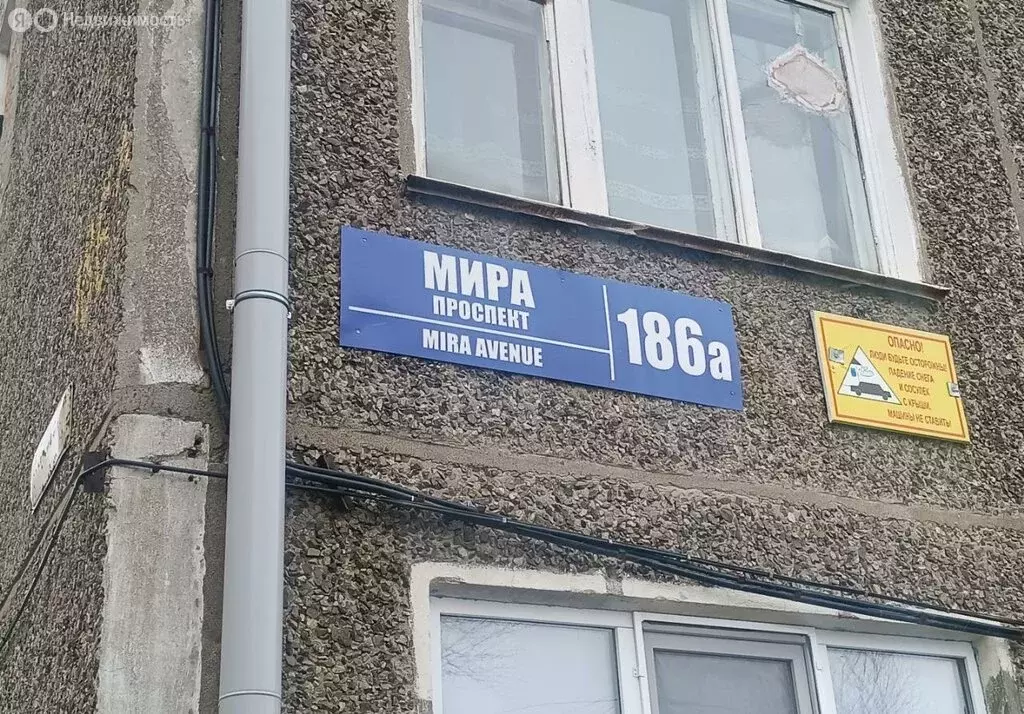 Я Недвижимость
МИРА
ПРОСПЕКТ
MIRA AVENUE
186а
ОПАСНО!
ЛЮДИ БУДЬТЕ ОСТОРОЖНЫ!
ПАДЕНИЕ СНЕГА
И СОСУЛЕК
С КРЫШИ.
МАШИНЫ НЕ СТАВИТЬ!